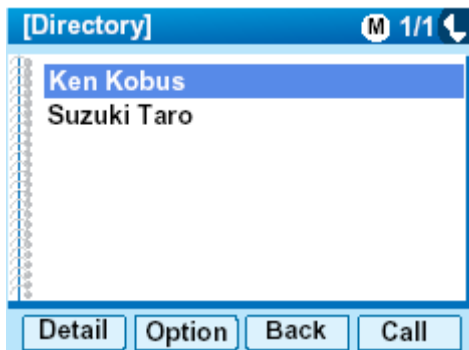 [Directory] M 1/1
Ken Kobus
Suzuki Taro
Detail Option Back Call